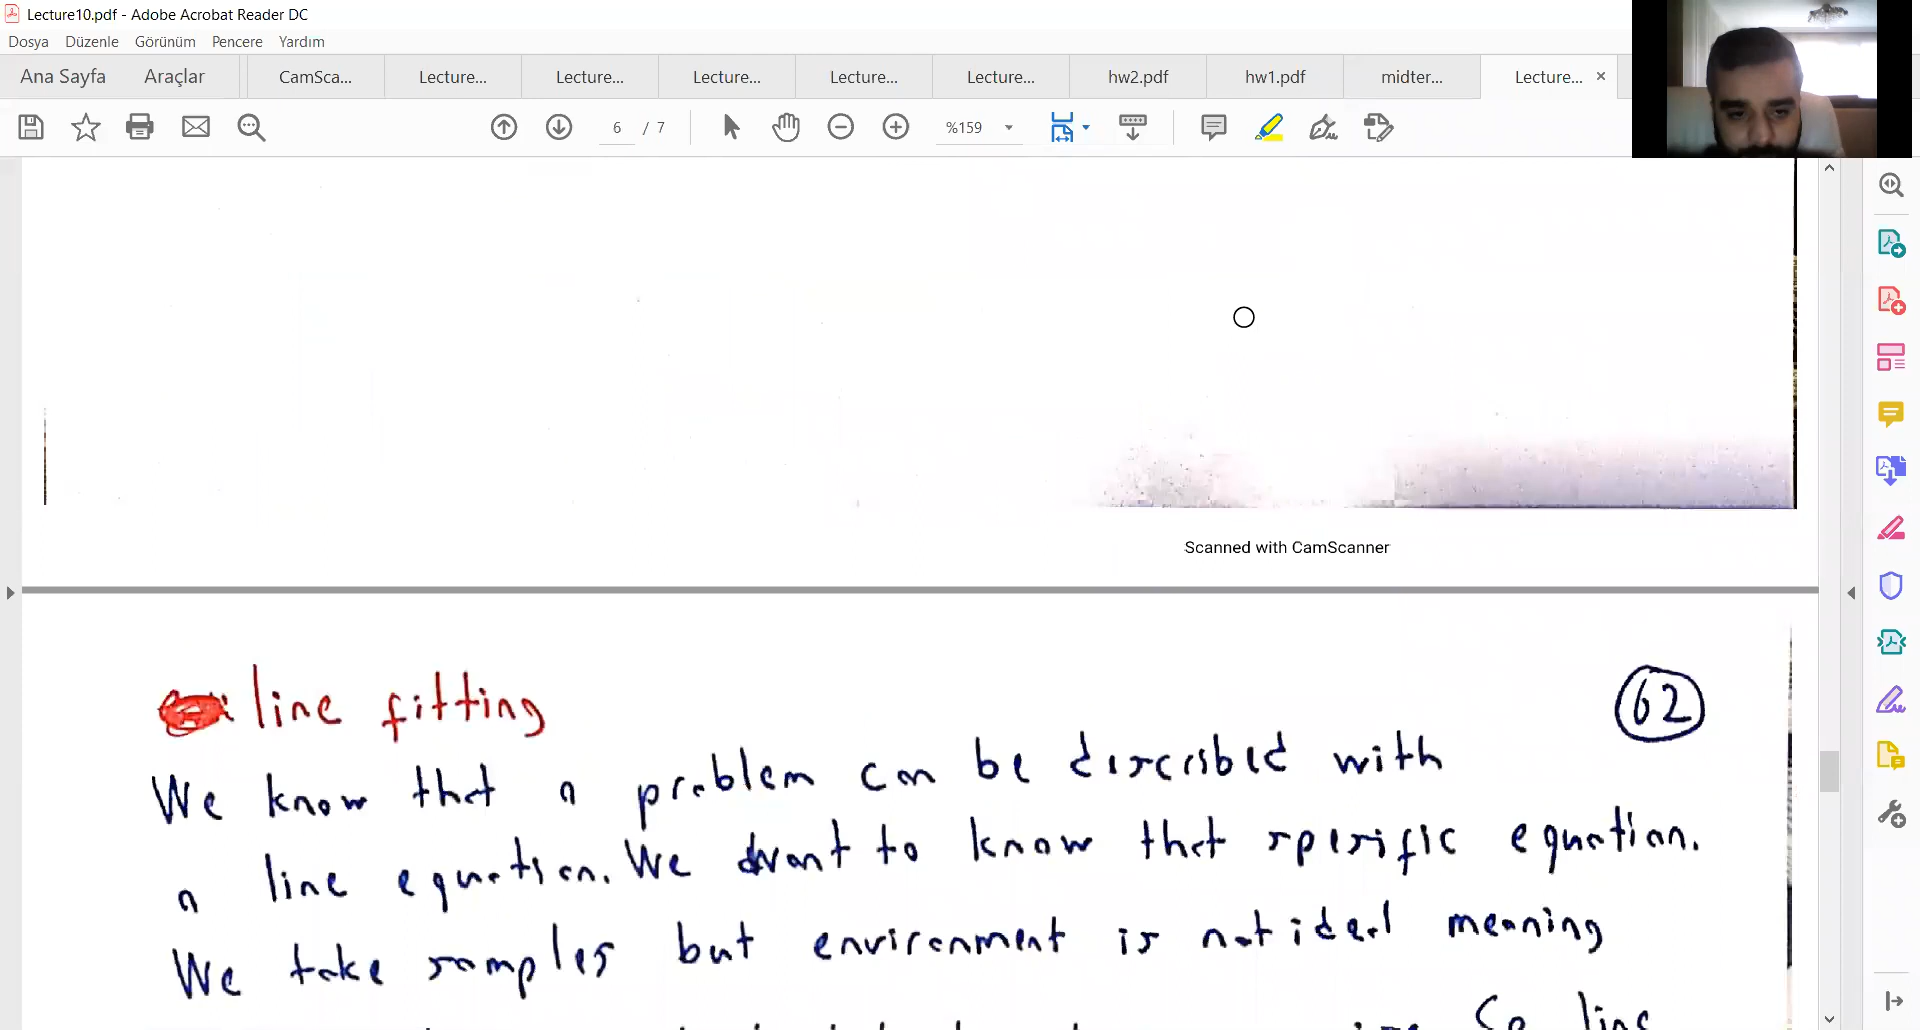 Lecture10.pdf - Adobe Acrobat Reader DC
Dosya Düzenle Görünüm Pencere Yardım
Ana Sayfa Araçlar CamSca... Lecture... Lecture... Lecture... Lecture... Lecture... hw2.pdf hw1.pdf midter... Lecture... ×
6 / 7 %159
Scanned with CamScanner
line fitting 62
We know that a problem can be described with
a line equation. We want to know that spesific equation.
We take samples but environment is not ideal meaning
So line